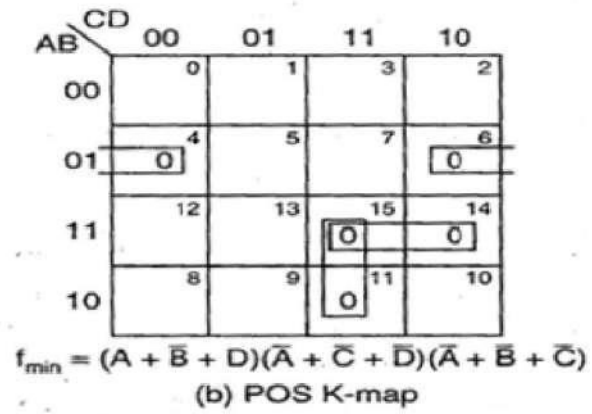 CD
AB 00 01 11 10
00 0 1 3 2
01 0 4 5 7 0 6
11 12 13 0 15 0 14
10 8 9 0 11 10
f_min = (A + B̅ + D)(A̅ + C̅ + D̅)(A̅ + B̅ + C̅)
(b) POS K-map